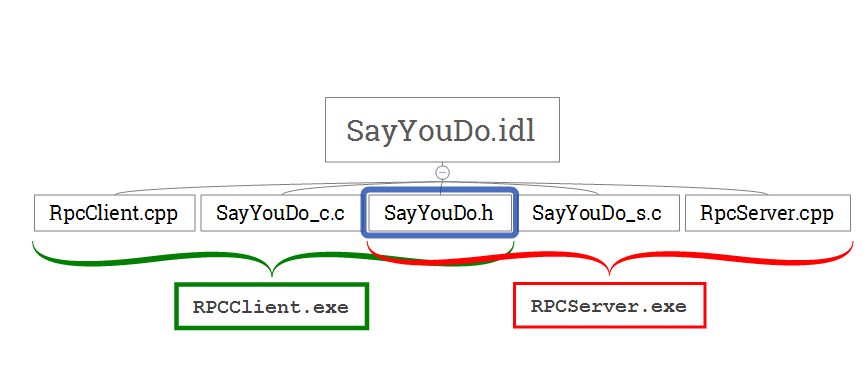 SayYouDo.idl
RpcClient.cpp
SayYouDo_c.c
SayYouDo.h
SayYouDo_s.c
RpcServer.cpp
RPCClient.exe
RPCServer.exe